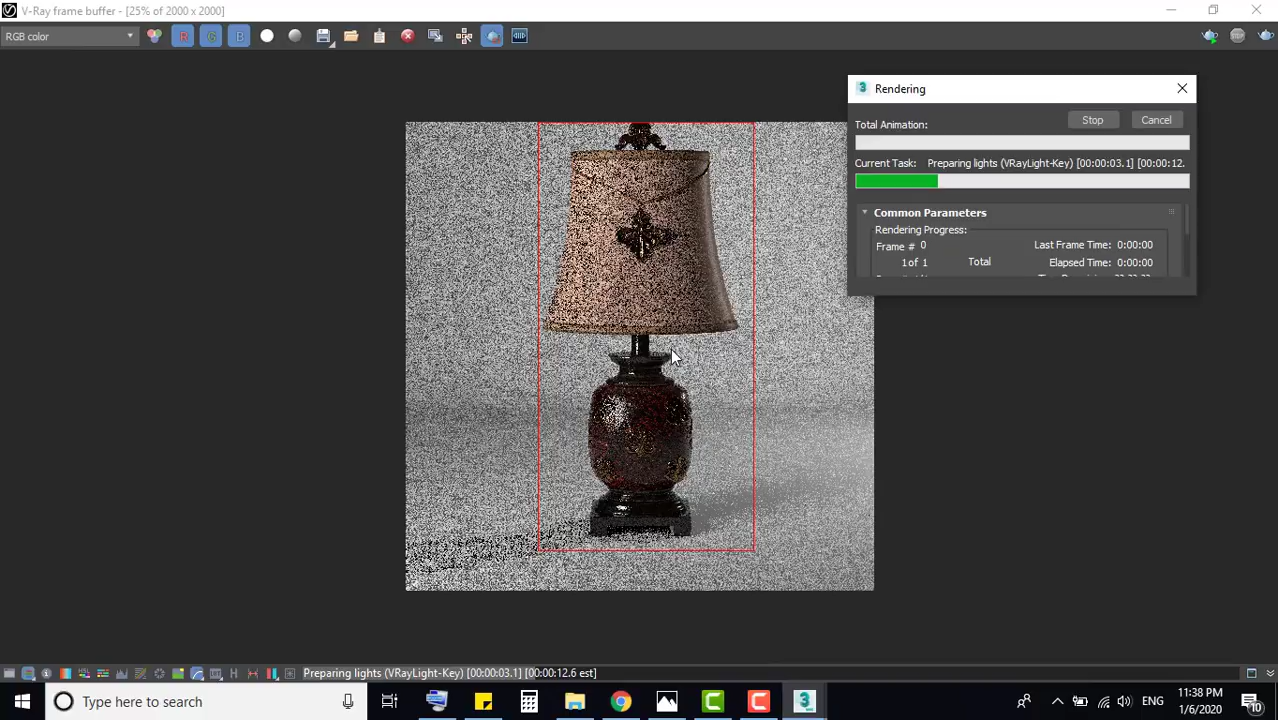 V-Ray frame buffer - [25% of 2000 x 2000]
RGB color
R G B
3 Rendering
Stop Cancel
Total Animation:
Current Task: Preparing lights (VRayLight-Key) [00:00:03.1] [00:00:12.
Common Parameters
Rendering Progress:
Frame # 0 Last Frame Time: 0:00:00
1 of 1 Total Elapsed Time: 0:00:00
H Preparing lights (VRayLight-Key) [00:00:03.1] [00:00:12.6 est]
Type here to search
ENG
11:38 PM
1/6/2020
10